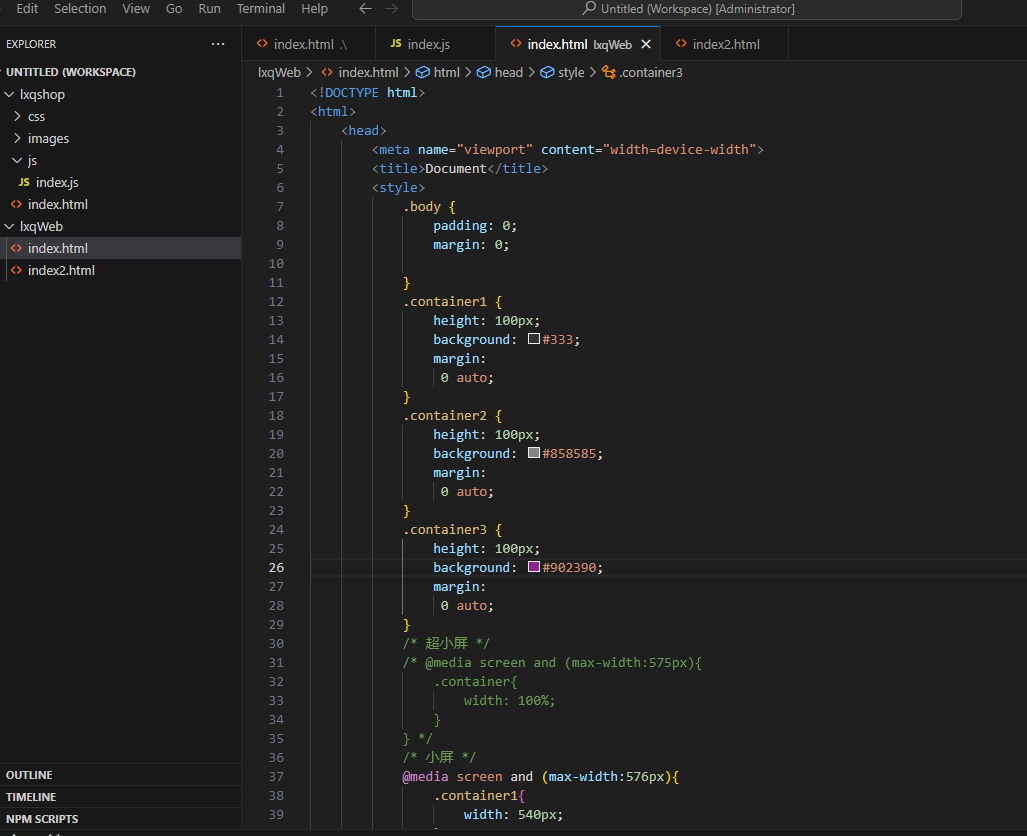 Edit Selection View Go Run Terminal Help ← → Untitled (Workspace) [Administrator]
EXPLORER ···
index.html .\ JS index.js index.html lxqWeb × index2.html
UNTITLED (WORKSPACE)
lxqshop
css
images
js
JS index.js
index.html
lxqWeb
index.html
index2.html
OUTLINE
TIMELINE
NPM SCRIPTS
lxqWeb > index.html > html > head > style > .container3
1 <!DOCTYPE html>
2 <html>
3 <head>
4 <meta name="viewport" content="width=device-width">
5 <title>Document</title>
6 <style>
7 .body {
8 padding: 0;
9 margin: 0;
10
11 }
12 .container1 {
13 height: 100px;
14 background: #333;
15 margin:
16 0 auto;
17 }
18 .container2 {
19 height: 100px;
20 background: #858585;
21 margin:
22 0 auto;
23 }
24 .container3 {
25 height: 100px;
26 background: #902390;
27 margin:
28 0 auto;
29 }
30 /* 超小屏 */
31 /* @media screen and (max-width:575px){
32 .container{
33 width: 100%;
34 }
35 } */
36 /* 小屏 */
37 @media screen and (max-width:576px){
38 .container1{
39 width: 540px;